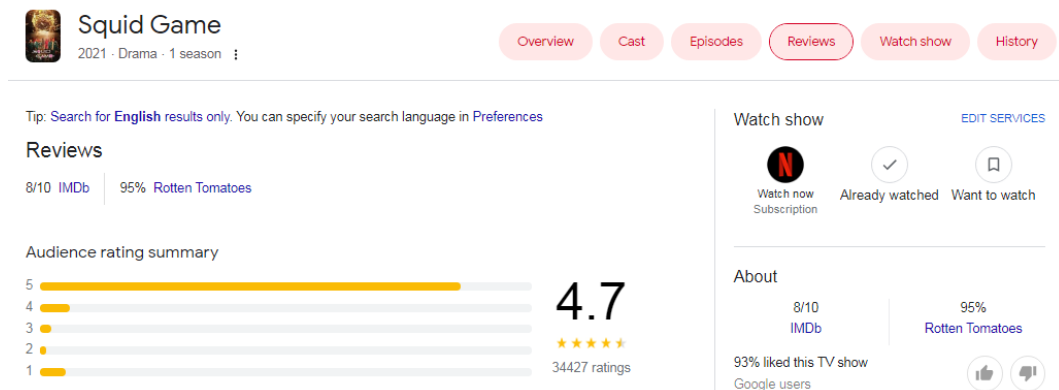 Squid Game
2021 · Drama · 1 season
Overview
Cast
Episodes
Reviews
Watch show
History
Tip: Search for English results only. You can specify your search language in Preferences
Reviews
8/10 IMDb
95% Rotten Tomatoes
Audience rating summary
5
4
3
2
1
4.7
34427 ratings
Watch show
EDIT SERVICES
N
Watch now
Subscription
Already watched
Want to watch
About
8/10
IMDb
95%
Rotten Tomatoes
93% liked this TV show
Google users